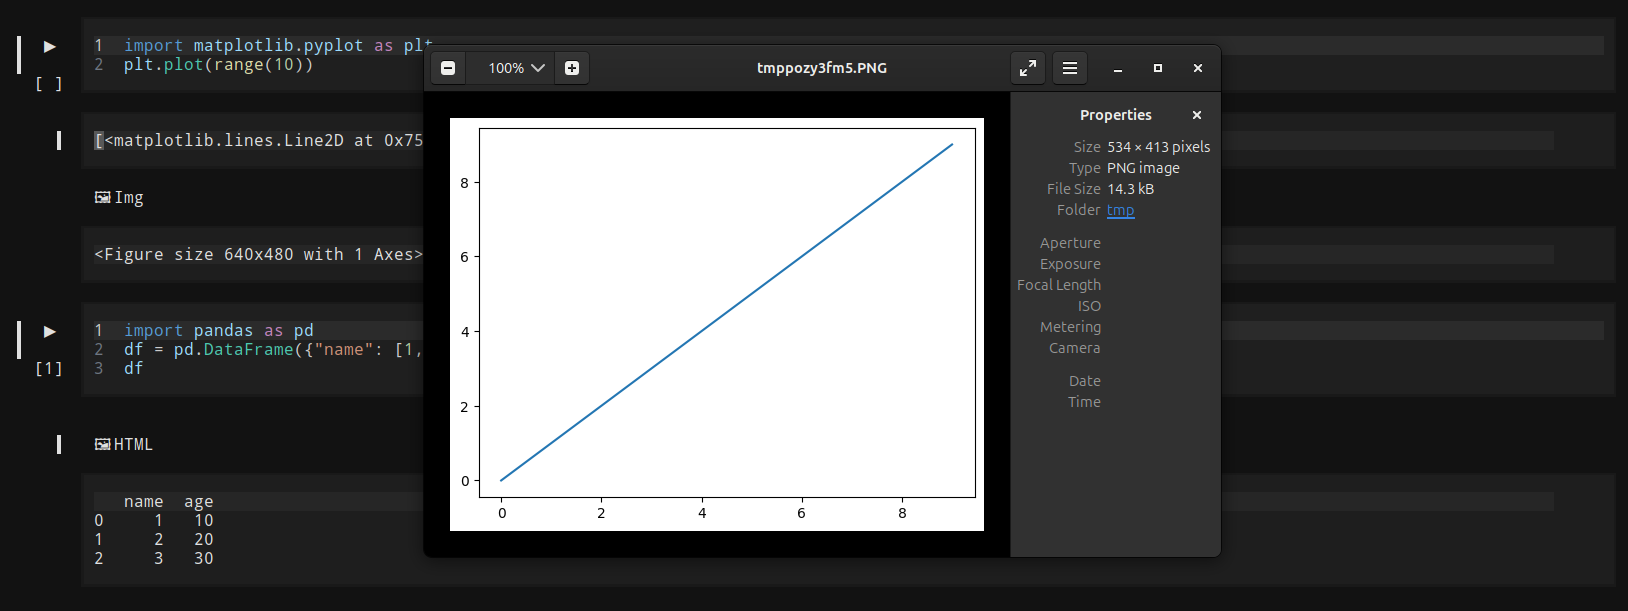 1 import matplotlib.pyplot as plt
2 plt.plot(range(10))
[ ]
[<matplotlib.lines.Line2D at 0x75
Img
<Figure size 640x480 with 1 Axes>
1 import pandas as pd
2 df = pd.DataFrame({"name": [1,
3 df
[1]
HTML
name age
0 1 10
1 2 20
2 3 30
100%
tmppozy3fm5.PNG
8
6
4
2
0
0 2 4 6 8
Properties
Size 534 × 413 pixels
Type PNG image
File Size 14.3 kB
Folder tmp
Aperture
Exposure
Focal Length
ISO
Metering
Camera
Date
Time